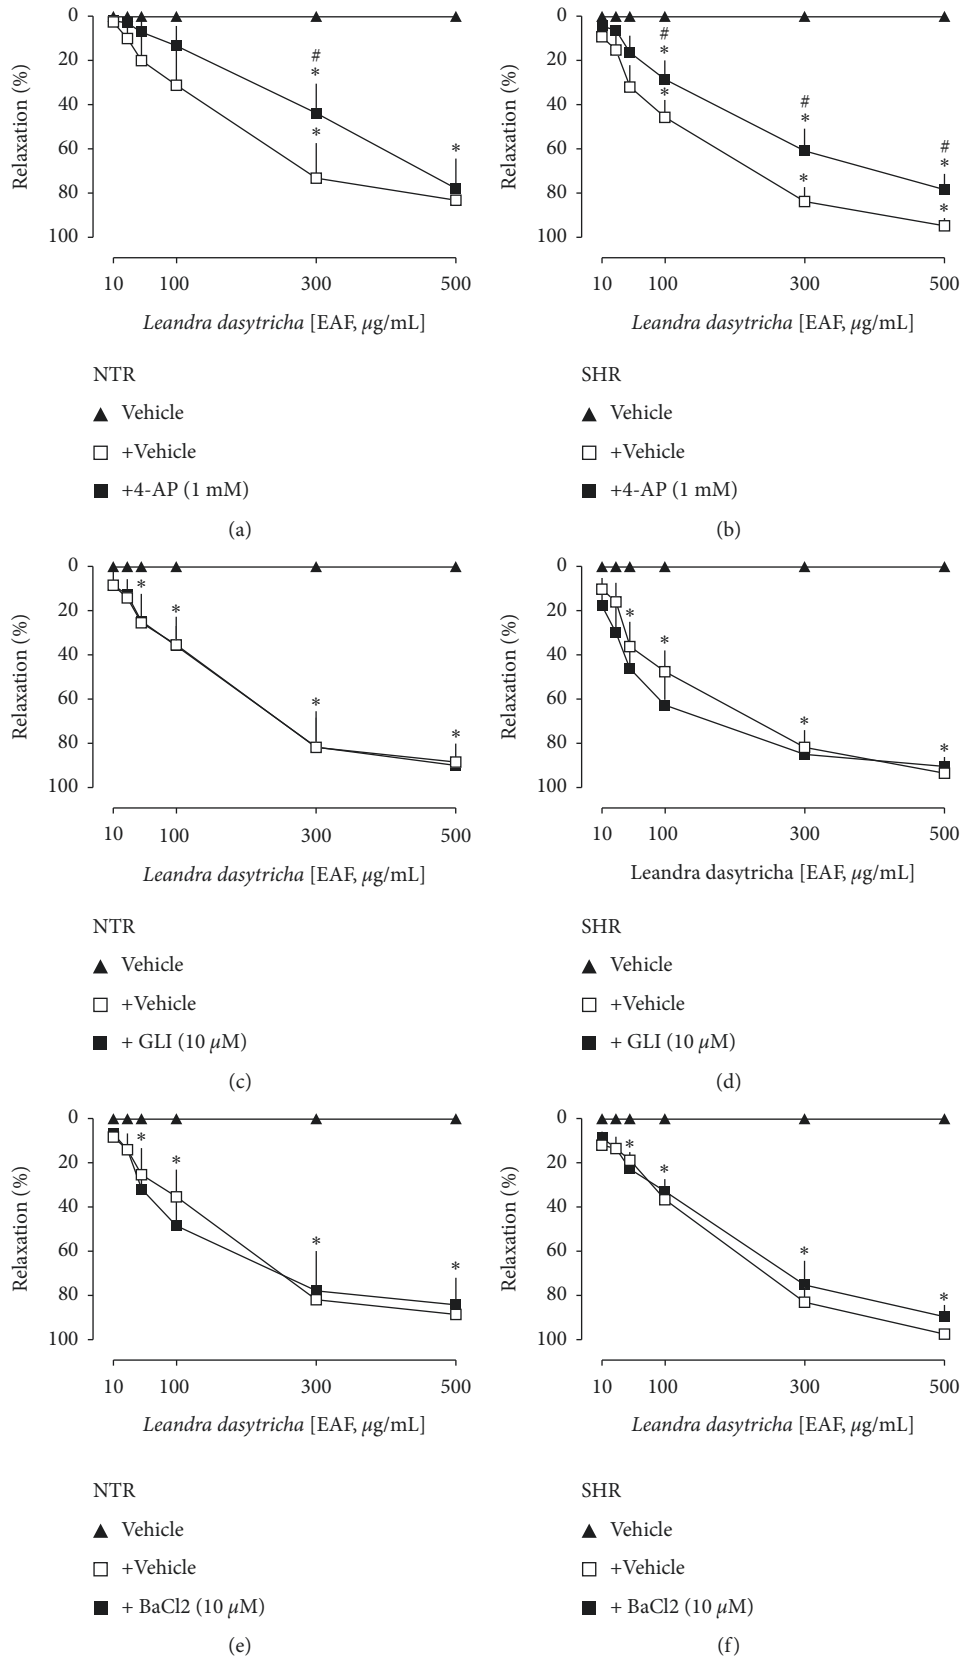 0
20
40
60
80
100
Relaxation (%)
# * * *
10 100 300 500
Leandra dasytricha [EAF, µg/mL]
NTR
Vehicle
+Vehicle
+4-AP (1 mM)
(a)
0
20
40
60
80
100
Relaxation (%)
# * * # * * # * *
10 100 300 500
Leandra dasytricha [EAF, µg/mL]
SHR
Vehicle
+Vehicle
+4-AP (1 mM)
(b)
0
20
40
60
80
100
Relaxation (%)
* * * *
10 100 300 500
Leandra dasytricha [EAF, µg/mL]
NTR
Vehicle
+Vehicle
+ GLI (10 µM)
(c)
0
20
40
60
80
100
Relaxation (%)
* * * *
10 100 300 500
Leandra dasytricha [EAF, µg/mL]
SHR
Vehicle
+Vehicle
+ GLI (10 µM)
(d)
0
20
40
60
80
100
Relaxation (%)
* * * *
10 100 300 500
Leandra dasytricha [EAF, µg/mL]
NTR
Vehicle
+Vehicle
+ BaCl2 (10 µM)
(e)
0
20
40
60
80
100
Relaxation (%)
* * * *
10 100 300 500
Leandra dasytricha [EAF, µg/mL]
SHR
Vehicle
+Vehicle
+ BaCl2 (10 µM)
(f)